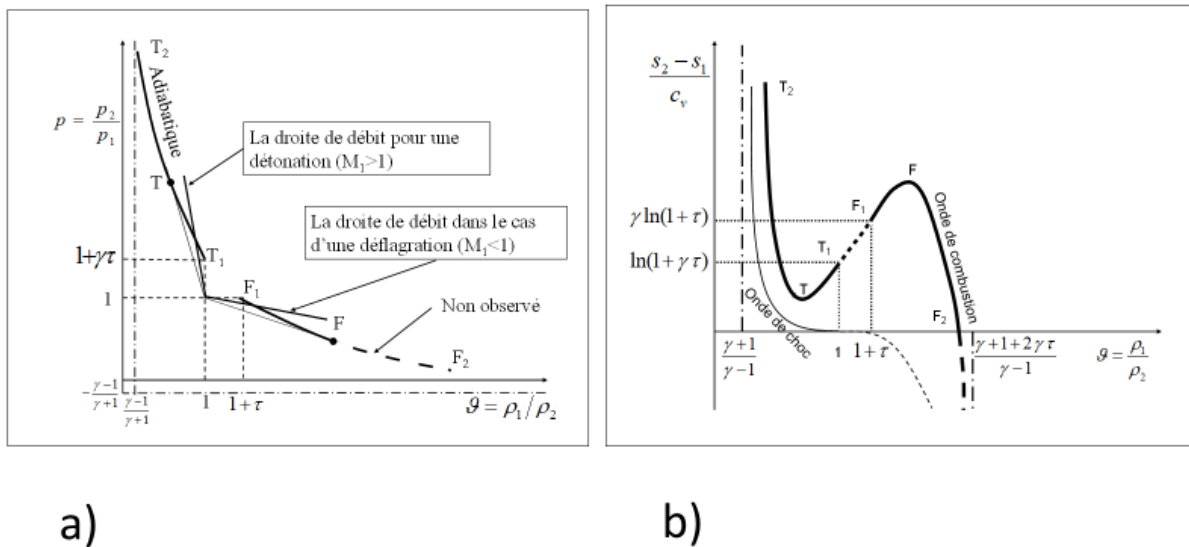 T₂
Adiabatique
p = p₂/p₁
La droite de débit pour une
détonation (M₁>1)
T
La droite de débit dans le cas
d'une déflagration (M₁<1)
1+γτ
T₁
1
F₁
F
Non observé
F₂
-(γ-1)/(γ+1)
(γ-1)/(γ+1)
1
1+τ
ϑ = ρ₁/ρ₂
a)
(s₂ - s₁)/cᵥ
T₂
F
γ ln(1+τ)
F₁
Onde de combustion
ln(1+γτ)
T₁
T
Onde de choc
F₂
(γ+1)/(γ-1)
1
1+τ
(γ+1+2γτ)/(γ-1)
ϑ = ρ₁/ρ₂
b)